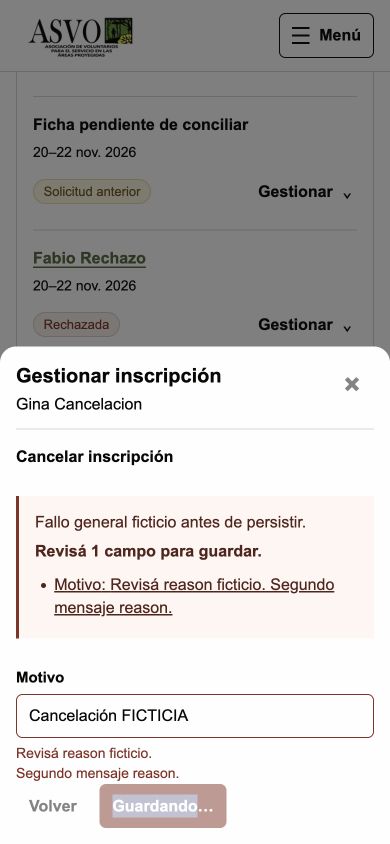 ASVO
ASOCIACIÓN DE VOLUNTARIOS
PARA EL SERVICIO EN LAS
ÁREAS PROTEGIDAS
Menú
Ficha pendiente de conciliar
20–22 nov. 2026
Solicitud anterior
Gestionar
Fabio Rechazo
20–22 nov. 2026
Rechazada
Gestionar
Gestionar inscripción
Gina Cancelacion
Cancelar inscripción
Fallo general ficticio antes de persistir.
Revisá 1 campo para guardar.
• Motivo: Revisá reason ficticio. Segundo
mensaje reason.
Motivo
Cancelación FICTICIA
Revisá reason ficticio.
Segundo mensaje reason.
Volver
Guardando…